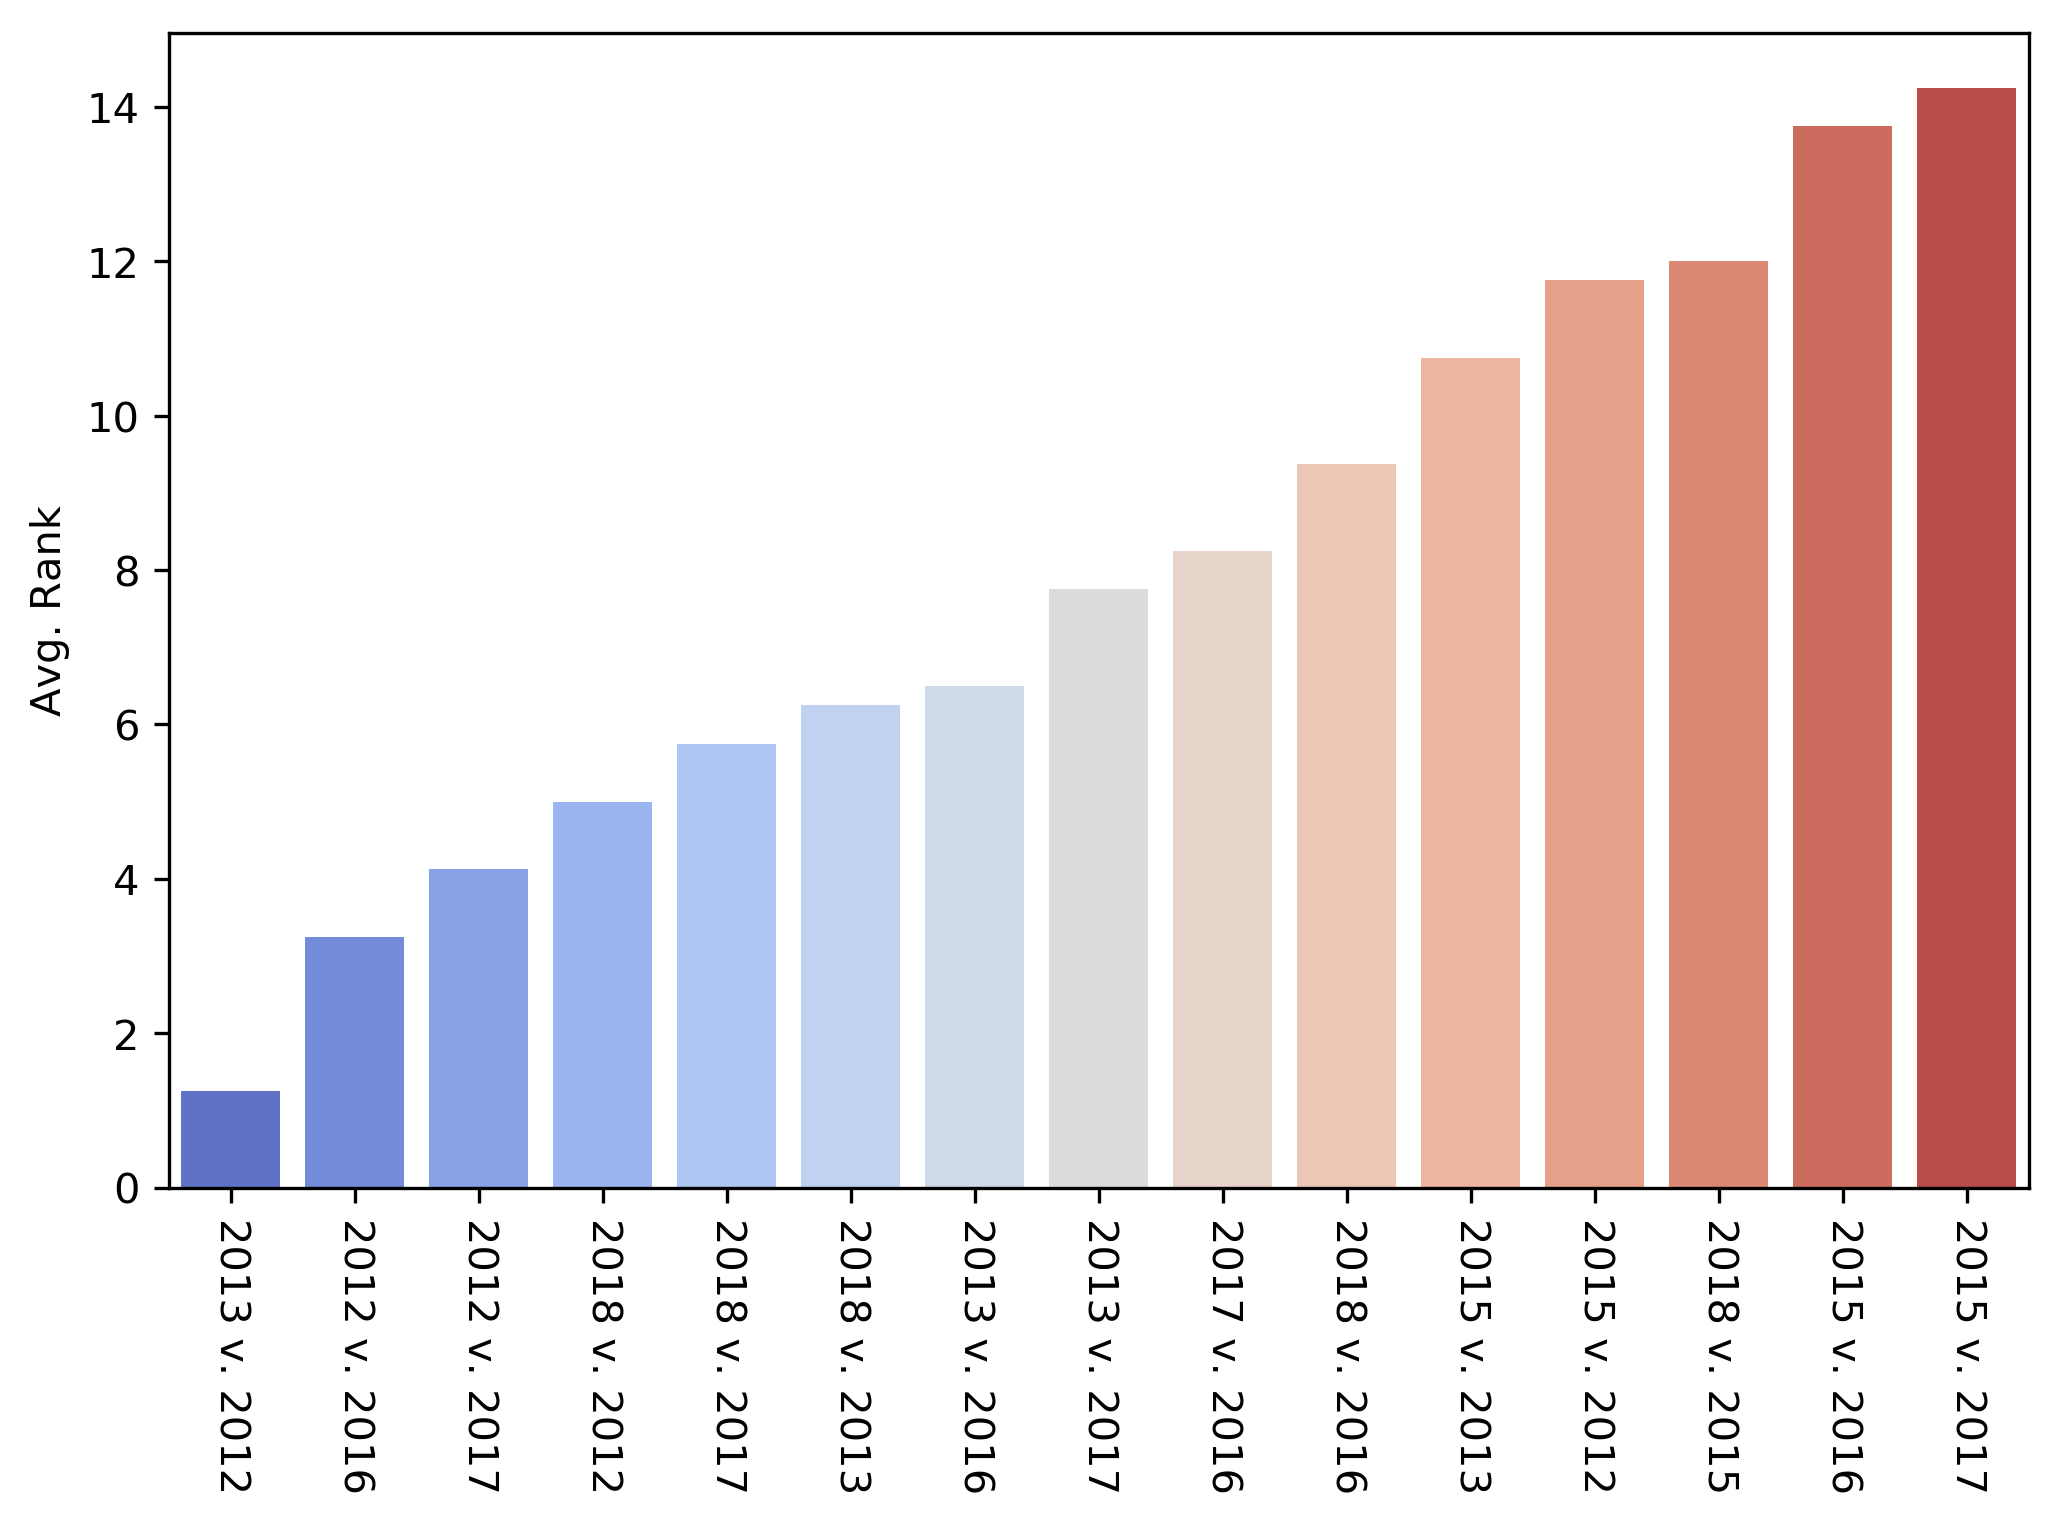 Avg. Rank
14
12
10
8
6
4
2
0
2013 v. 2012
2012 v. 2016
2012 v. 2017
2018 v. 2012
2018 v. 2017
2018 v. 2013
2013 v. 2016
2013 v. 2017
2017 v. 2016
2018 v. 2016
2015 v. 2013
2015 v. 2012
2018 v. 2015
2015 v. 2016
2015 v. 2017